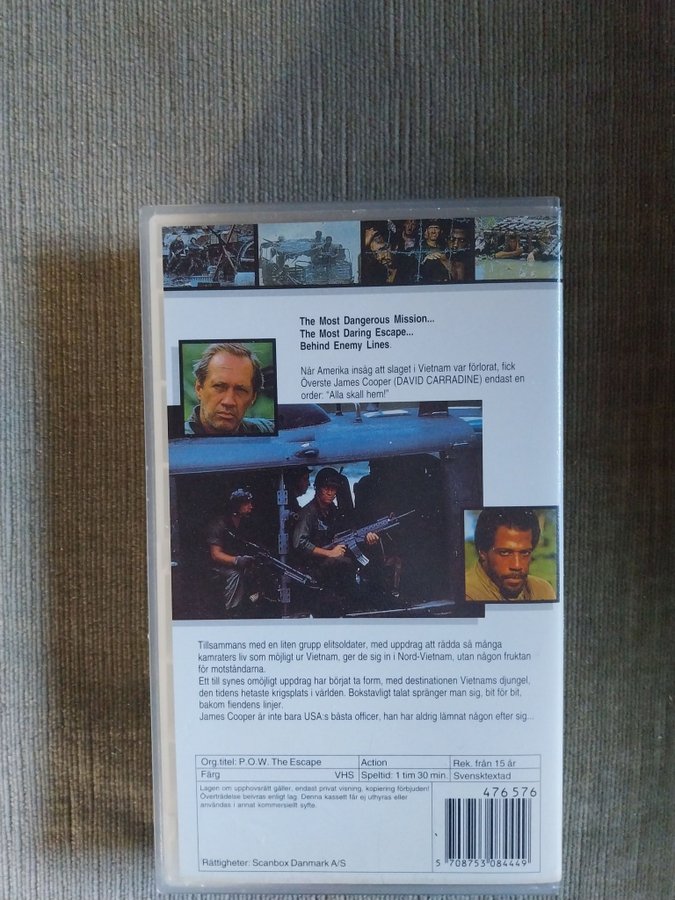 The Most Dangerous Mission...
The Most Daring Escape...
Behind Enemy Lines.
När Amerika insåg att slaget i Vietnam var förlorat, fick
Överste James Cooper (DAVID CARRADINE) endast en
order: "Alla skall hem!"
Tillsammans med en liten grupp elitsoldater, med uppdrag att rädda så många
kamraters liv som möjligt ur Vietnam, ger de sig in i Nord-Vietnam, utan någon fruktan
för motståndarna.
Ett till synes omöjligt uppdrag har börjat ta form, med destinationen Vietnams djungel,
den tidens hetaste krigsplats i världen. Bokstavligt talat spränger man sig, bit för bit,
bakom fiendens linjer.
James Cooper är inte bara USA:s bästa officer, han har aldrig lämnat någon efter sig...
Org.titel: P.O.W. The Escape Action Rek. från 15 år
Färg VHS Speltid: 1 tim 30 min. Svensktextad
Lagen om upphovsrätt gäller, endast privat visning, kopiering förbjuden!
Överträdelse beivras enligt lag. Denna kassett får ej uthyras eller
användas i annat kommersiellt syfte.
476576
Rättigheter: Scanbox Danmark A/S
5 708753 084449